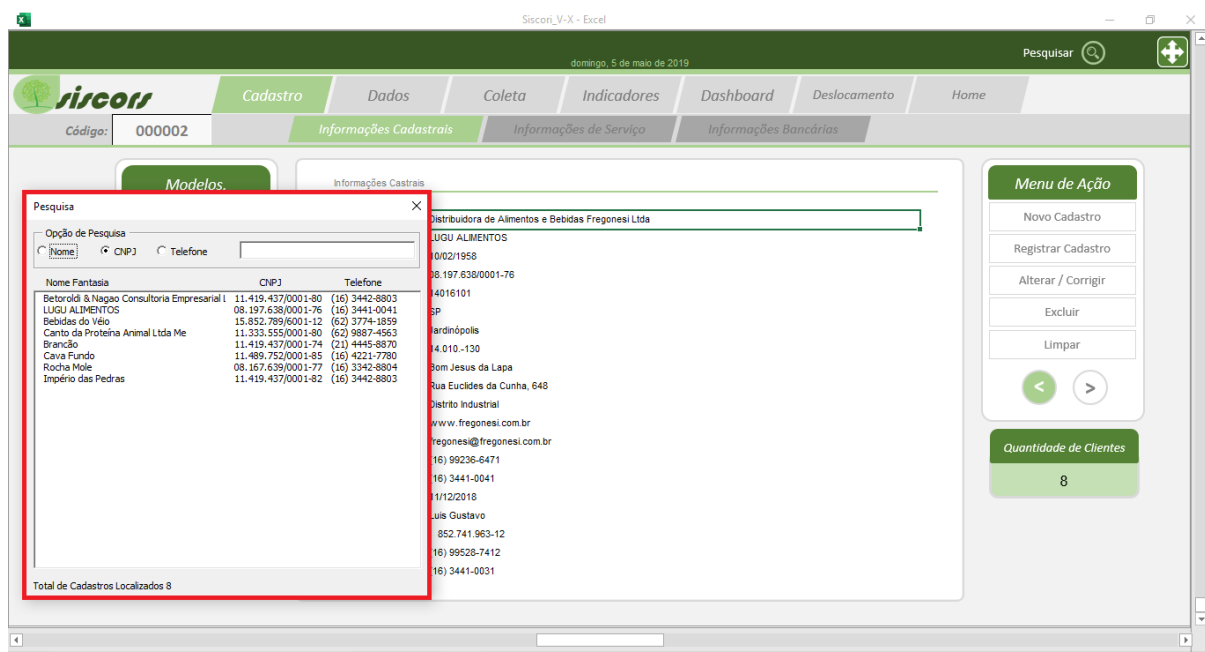 Siscori_V-X - Excel
domingo, 5 de maio de 2019
Pesquisar
siscori
Cadastro Dados Coleta Indicadores Dashboard Deslocamento Home
Código: 000002 Informações Cadastrais Informações de Serviço Informações Bancárias
Modelos.
Pesquisa
Opção de Pesquisa
Nome CNPJ Telefone
Nome Fantasia CNPJ Telefone
Betoroldi & Nagao Consultoria Empresarial L 11.419.437/0001-80 (16) 3442-8803
LUGU ALIMENTOS 08.197.638/0001-76 (16) 3441-0041
Bebidas do Véio 15.852.789/6001-12 (62) 3774-1859
Canto da Proteína Animal Ltda Me 11.333.555/0001-80 (62) 9887-4563
Brancão 11.419.437/0001-74 (21) 4445-8870
Cava Fundo 11.489.752/0001-85 (16) 4221-7780
Rocha Mole 08.167.639/0001-77 (16) 3342-8804
Império das Pedras 11.419.437/0001-82 (16) 3442-8803
Total de Cadastros Localizados 8
Informações Castrais
Distribuidora de Alimentos e Bebidas Fregonesi Ltda
LUGU ALIMENTOS
10/02/1958
08.197.638/0001-76
14016101
SP
Jardinópolis
14.010.-130
Bom Jesus da Lapa
Rua Euclides da Cunha, 648
Distrito Industrial
www.fregonesi.com.br
fregonesi@fregonesi.com.br
(16) 99236-6471
(16) 3441-0041
11/12/2018
Luis Gustavo
852.741.963-12
(16) 99528-7412
(16) 3441-0031
Menu de Ação
Novo Cadastro
Registrar Cadastro
Alterar / Corrigir
Excluir
Limpar
< >
Quantidade de Clientes
8